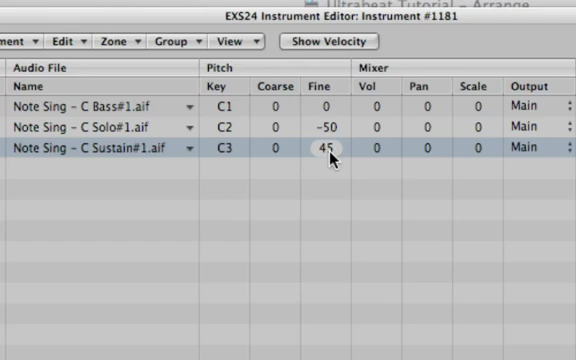 Ultrabeat Tutorial – Arrange
EXS24 Instrument Editor: Instrument #1181
ment Edit Zone Group View Show Velocity
Audio File Pitch Mixer
Name Key Coarse Fine Vol Pan Scale Output
Note Sing – C Bass#1.aif C1 0 0 0 0 0 Main
Note Sing – C Solo#1.aif C2 0 –50 0 0 0 Main
Note Sing – C Sustain#1.aif C3 0 45 0 0 0 Main